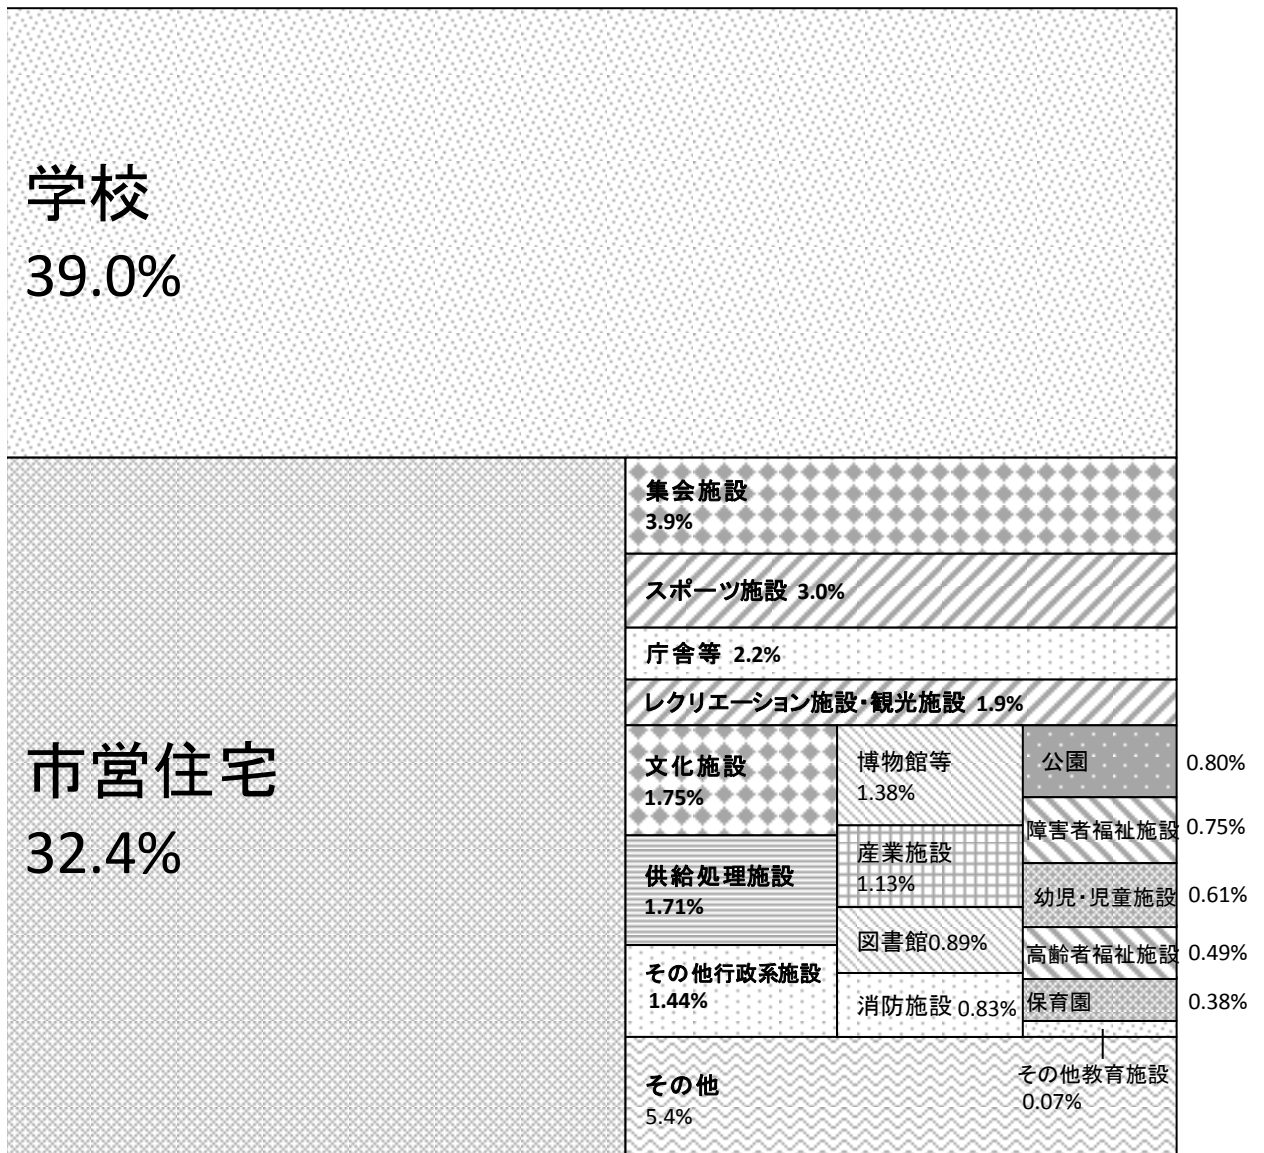 学校
39.0%
市営住宅
32.4%
集会施設
3.9%
スポーツ施設 3.0%
庁舎等 2.2%
レクリエーション施設・観光施設 1.9%
文化施設
1.75%
供給処理施設
1.71%
その他行政系施設
1.44%
博物館等
1.38%
産業施設
1.13%
図書館0.89%
消防施設 0.83%
公園 0.80%
障害者福祉施設 0.75%
幼児・児童施設 0.61%
高齢者福祉施設 0.49%
保育園 0.38%
その他教育施設
0.07%
その他
5.4%